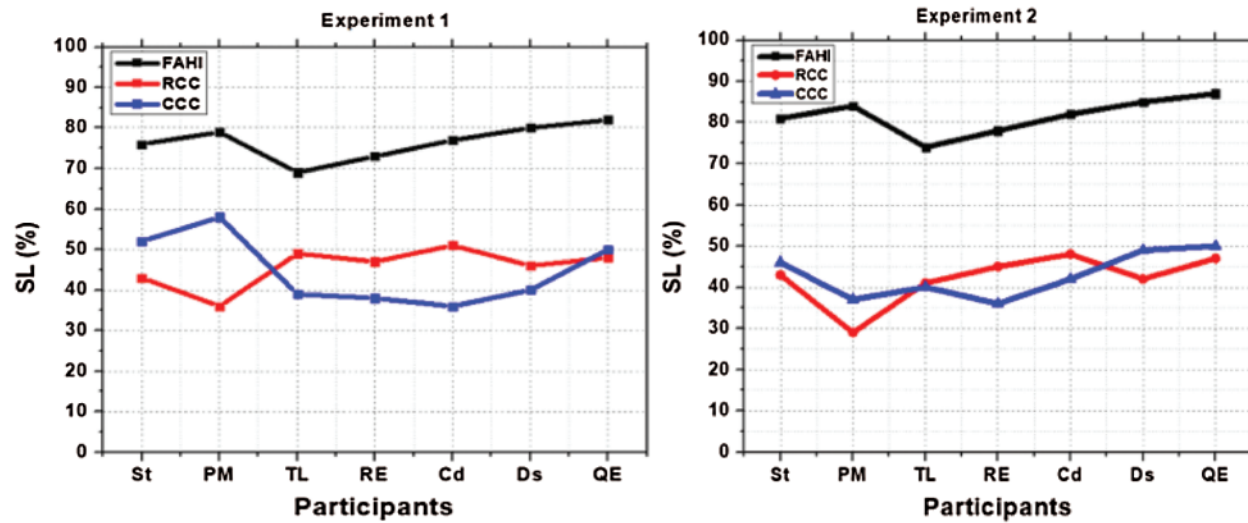 Experiment 1
100
90
80
70
60
50
40
30
20
10
0
SL (%)
FAHI
RCC
CCC
St PM TL RE Cd Ds QE
Participants
Experiment 2
100
90
80
70
60
50
40
30
20
10
0
SL (%)
FAHI
RCC
CCC
St PM TL RE Cd Ds QE
Participants